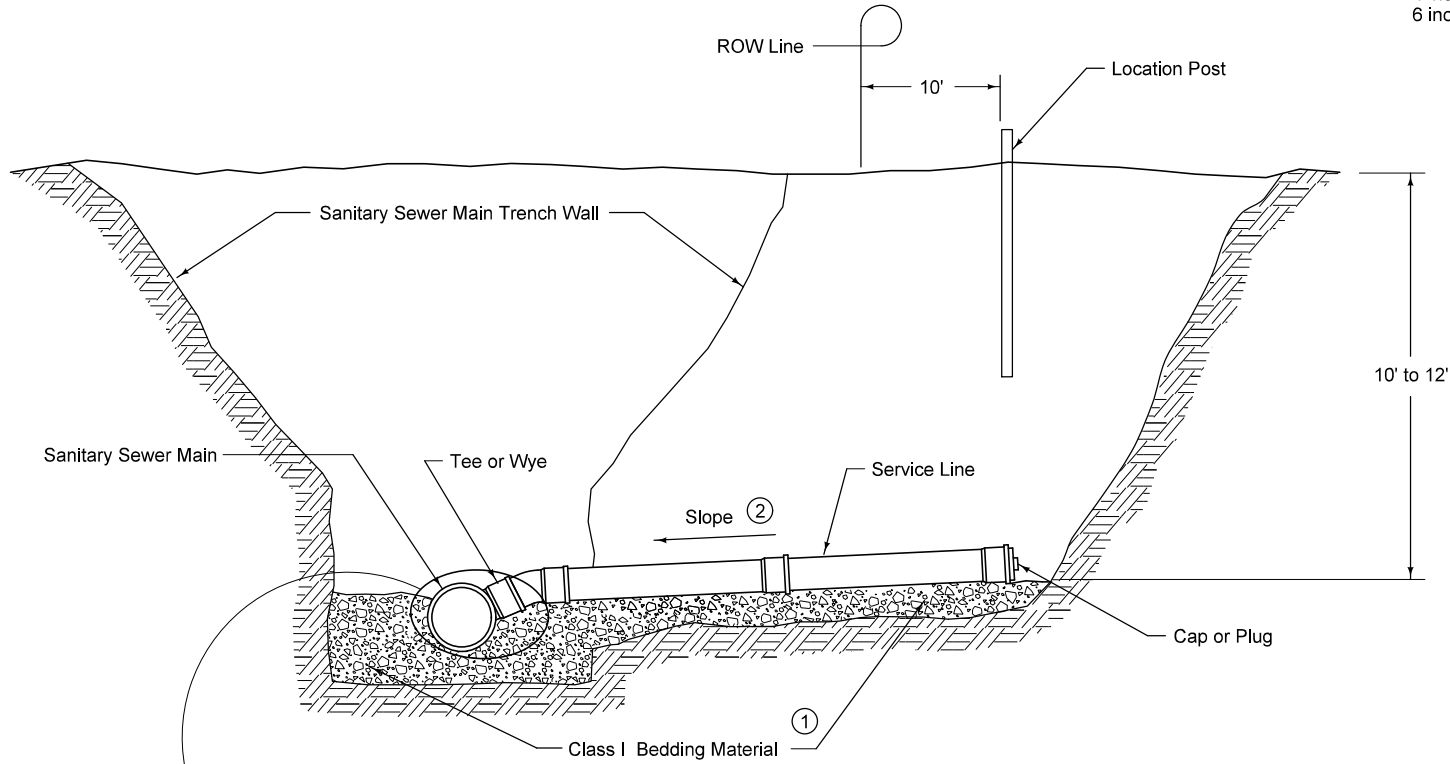 6 inc
ROW Line
Location Post
10'
Sanitary Sewer Main Trench Wall
10' to 12'
Sanitary Sewer Main
Tee or Wye
Service Line
Slope 2
Cap or Plug
1
Class I Bedding Material